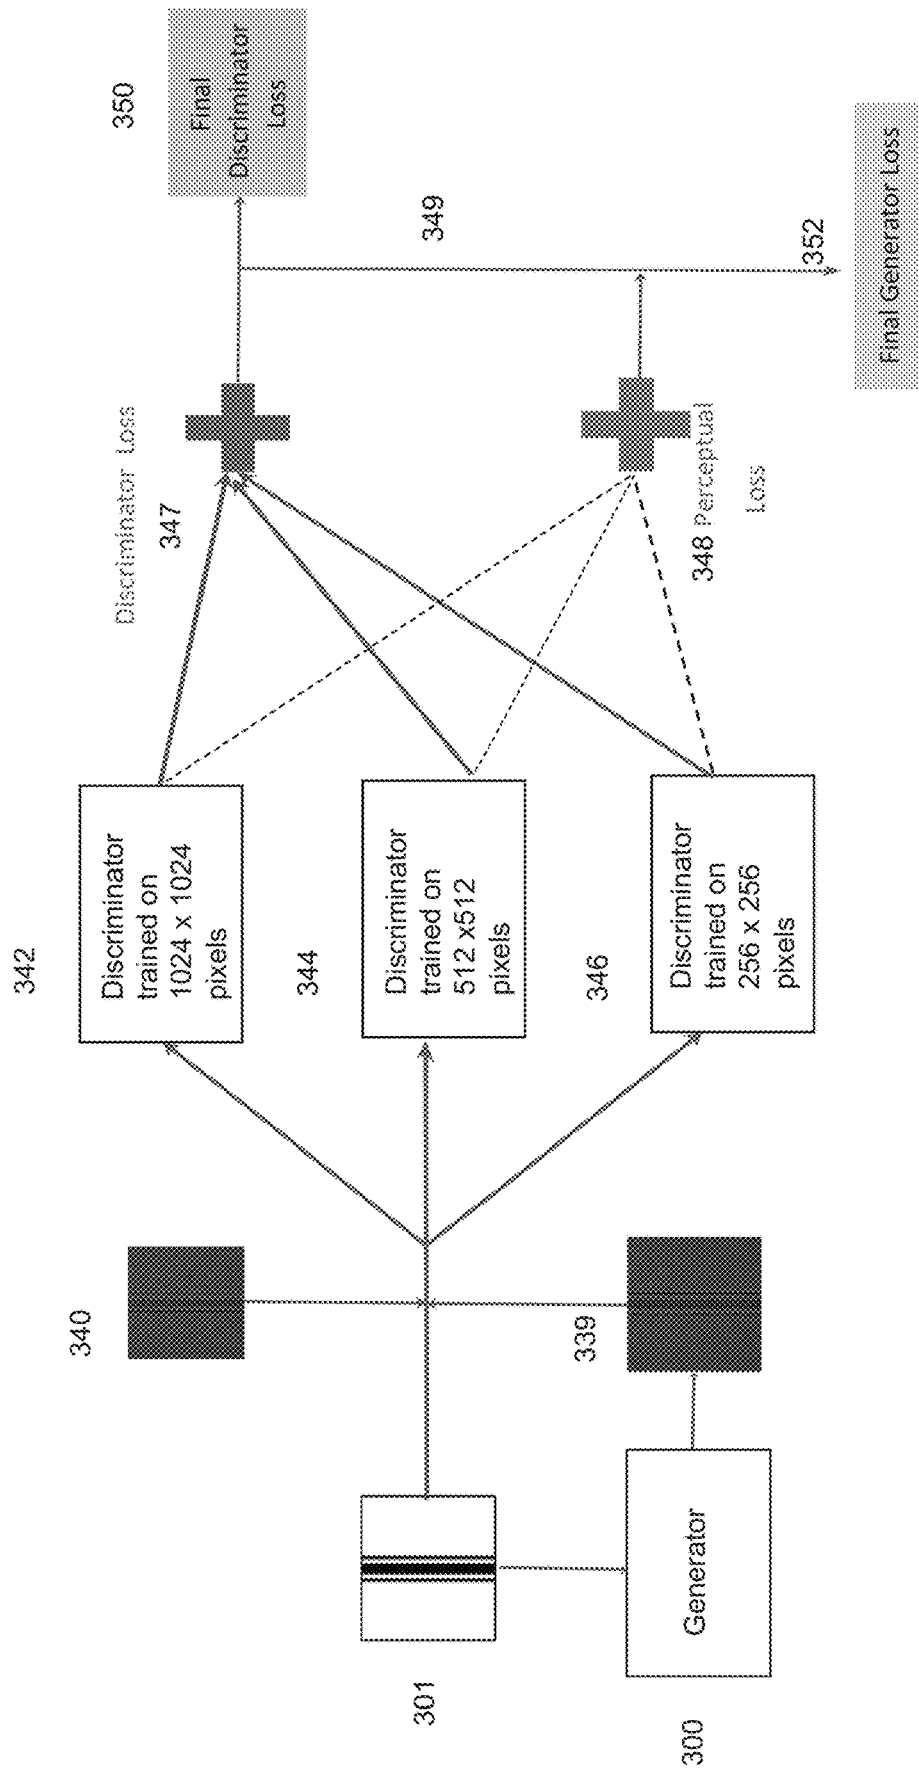 350
Final
Discriminator
Loss
349
352
Final Generator Loss
Discriminator Loss
347
348 Perceptual
Loss
342
Discriminator
trained on
1024 x 1024
pixels
344
Discriminator
trained on
512 x512
pixels
346
Discriminator
trained on
256 x 256
pixels
340
339
301
Generator
300